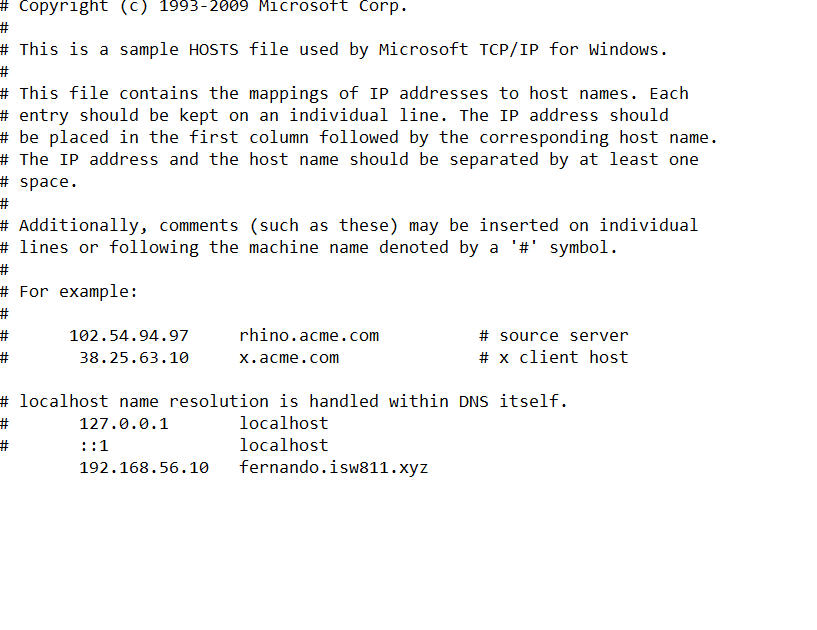 # Copyright (c) 1993-2009 Microsoft Corp.
#
# This is a sample HOSTS file used by Microsoft TCP/IP for Windows.
#
# This file contains the mappings of IP addresses to host names. Each
# entry should be kept on an individual line. The IP address should
# be placed in the first column followed by the corresponding host name.
# The IP address and the host name should be separated by at least one
# space.
#
# Additionally, comments (such as these) may be inserted on individual
# lines or following the machine name denoted by a '#' symbol.
#
# For example:
#
#      102.54.94.97     rhino.acme.com          # source server
#       38.25.63.10     x.acme.com              # x client host

# localhost name resolution is handled within DNS itself.
#       127.0.0.1       localhost
#       ::1             localhost
        192.168.56.10   fernando.isw811.xyz